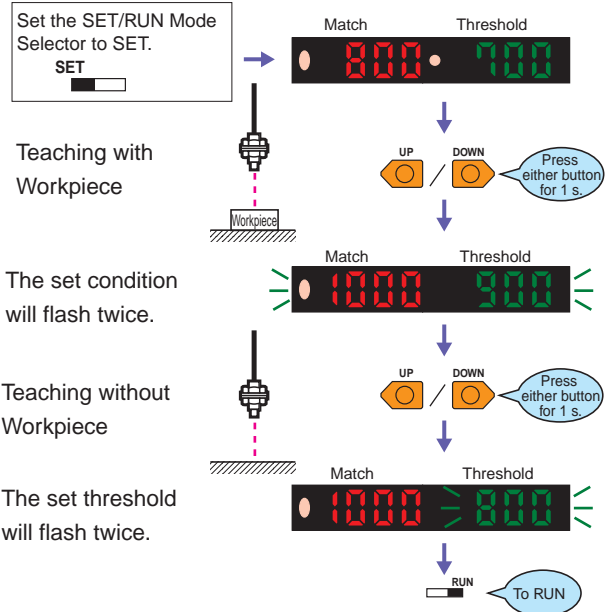 Set the SET/RUN Mode
Selector to SET.
SET
Match Threshold
800 700
Teaching with
Workpiece
Workpiece
UP / DOWN
Press
either button
for 1 s.
The set condition
will flash twice.
Match Threshold
1000 900
Teaching without
Workpiece
UP / DOWN
Press
either button
for 1 s.
The set threshold
will flash twice.
Match Threshold
1000 800
RUN
To RUN